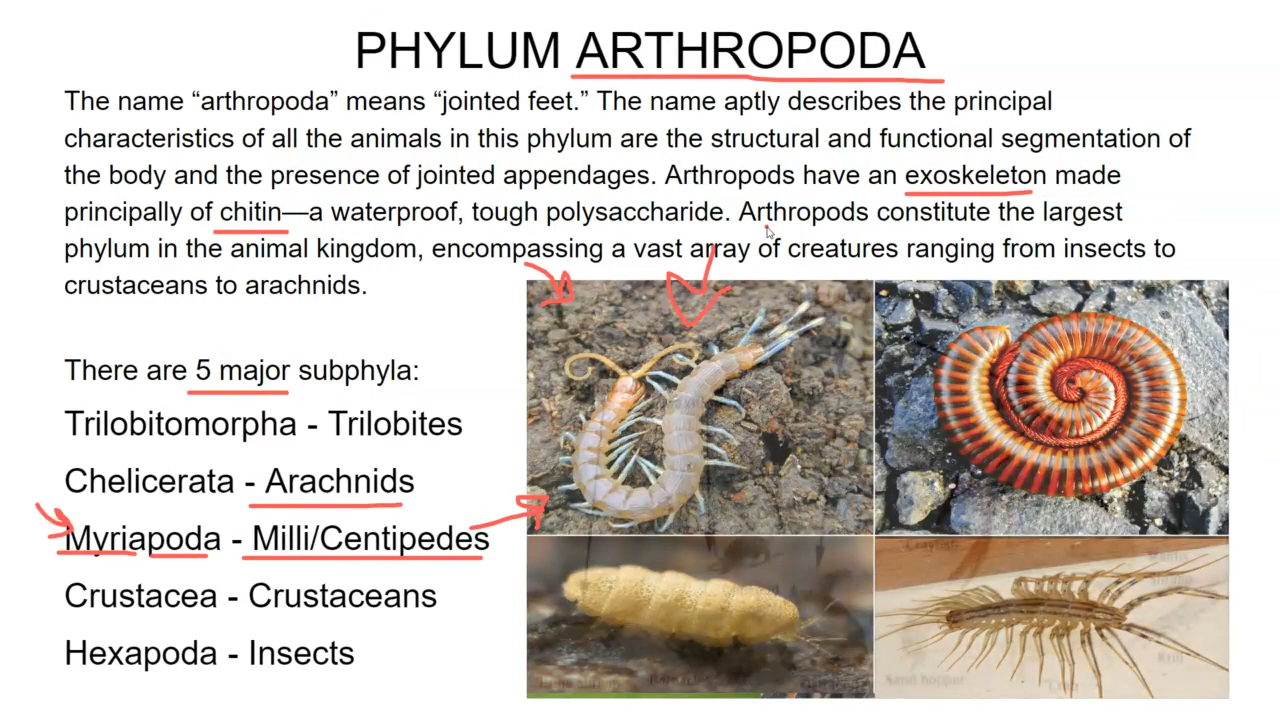 PHYLUM ARTHROPODA
The name “arthropoda” means “jointed feet.” The name aptly describes the principal
characteristics of all the animals in this phylum are the structural and functional segmentation of
the body and the presence of jointed appendages. Arthropods have an exoskeleton made
principally of chitin—a waterproof, tough polysaccharide. Arthropods constitute the largest
phylum in the animal kingdom, encompassing a vast array of creatures ranging from insects to
crustaceans to arachnids.
There are 5 major subphyla:
Trilobitomorpha - Trilobites
Chelicerata - Arachnids
Myriapoda - Milli/Centipedes
Crustacea - Crustaceans
Hexapoda - Insects
Krill
Sand hopper